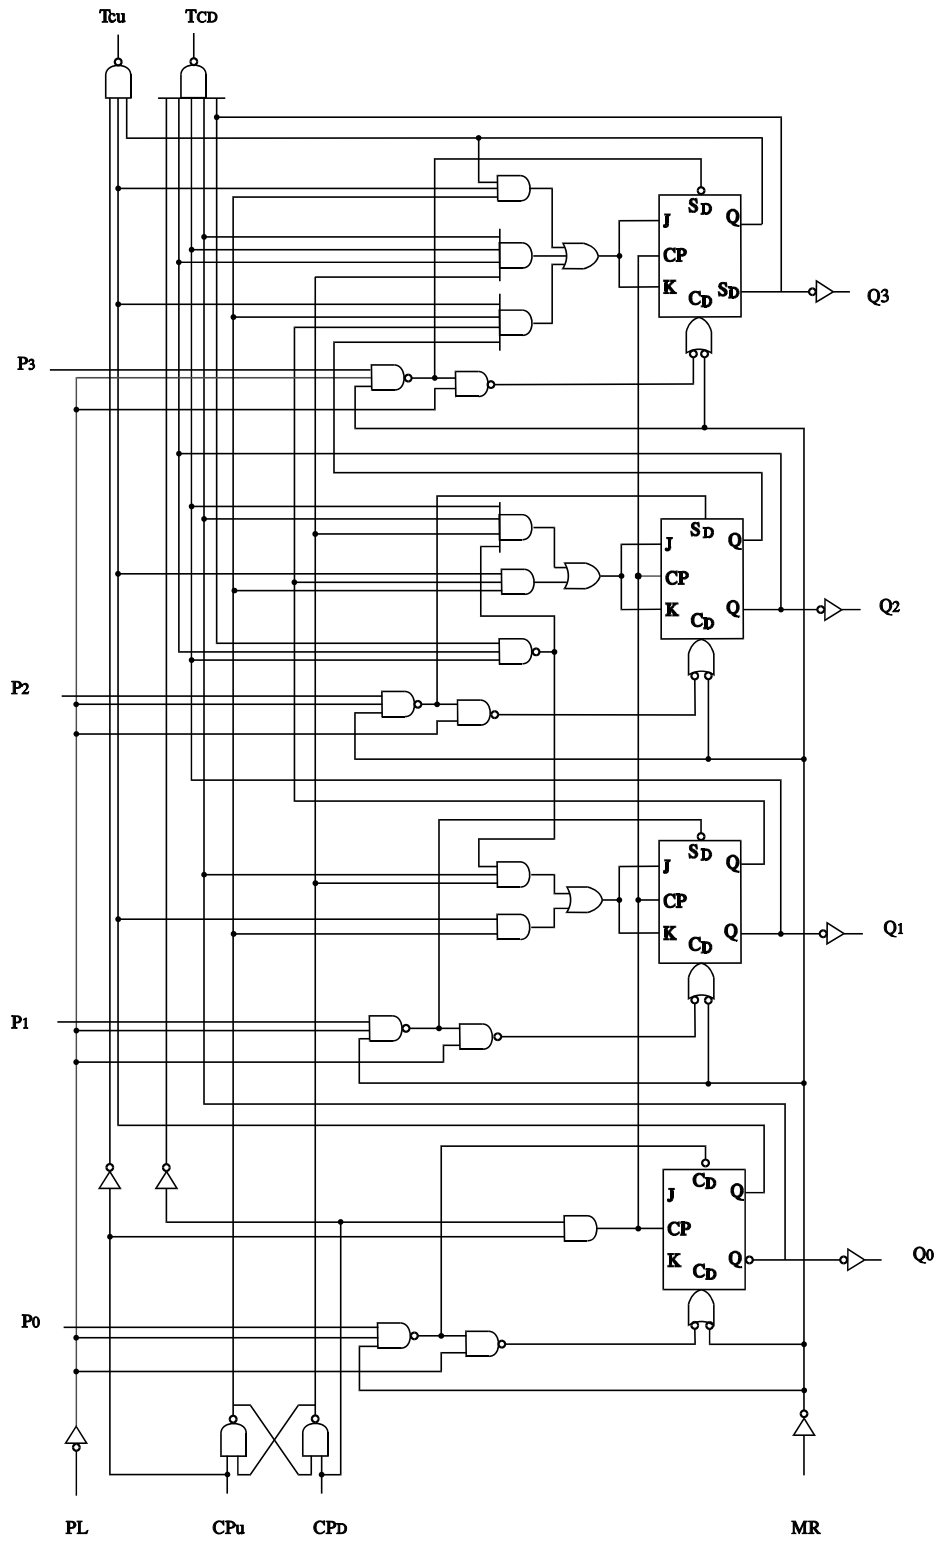 Tcu TCD
SD
J Q
CP
K CD SD
Q3
P3
SD
J Q
CP
K CD Q
Q2
P2
SD
J Q
CP
K CD Q
Q1
P1
CD
J Q
CP
K CD Q
Q0
P0
PL CPu CPD MR